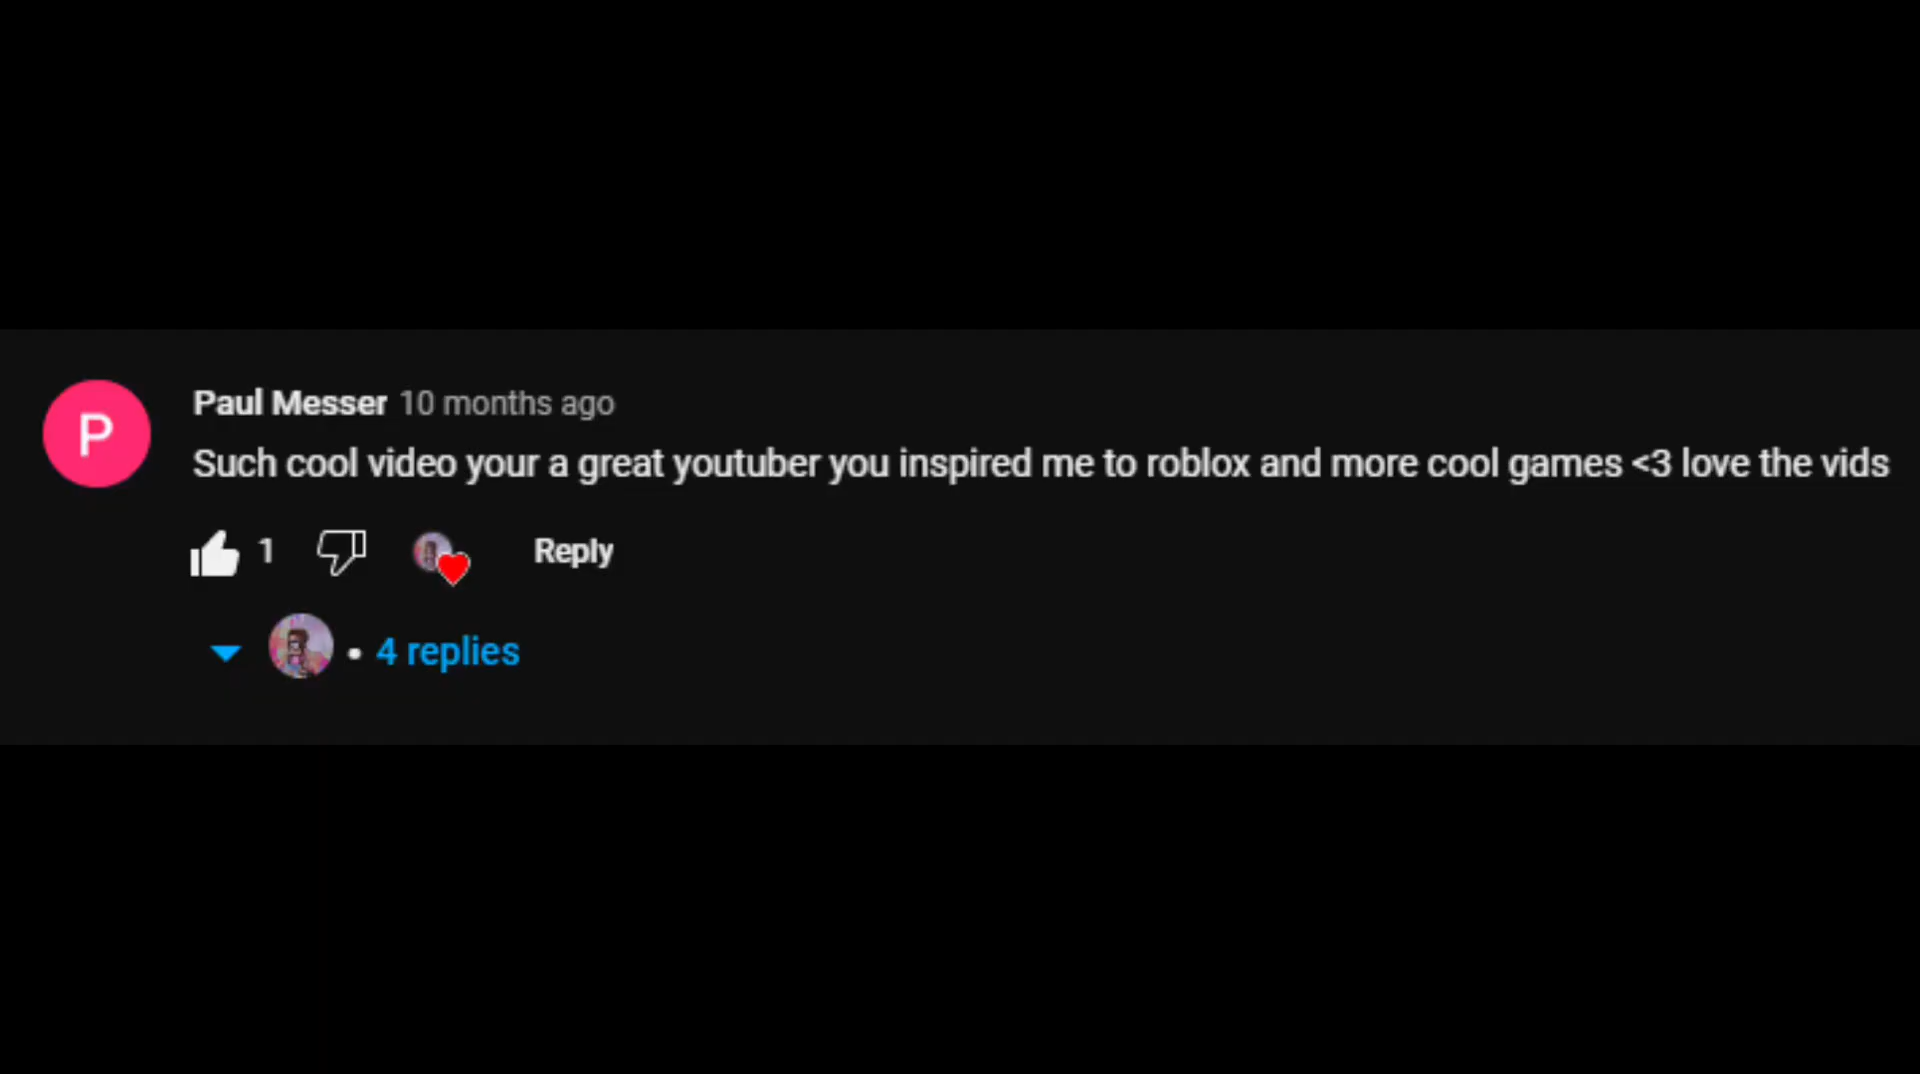 P
Paul Messer 10 months ago
Such cool video your a great youtuber you inspired me to roblox and more cool games <3 love the vids
1 Reply
• 4 replies